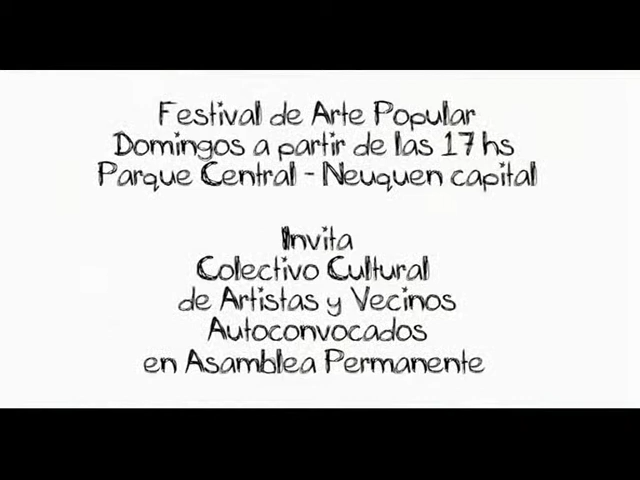 Festival de Arte Popular
Domingos a partir de las 17 hs
Parque Central - Neuquen capital
Invita
Colectivo Cultural
de Artistas y Vecinos
Autoconvocados
en Asamblea Permanente